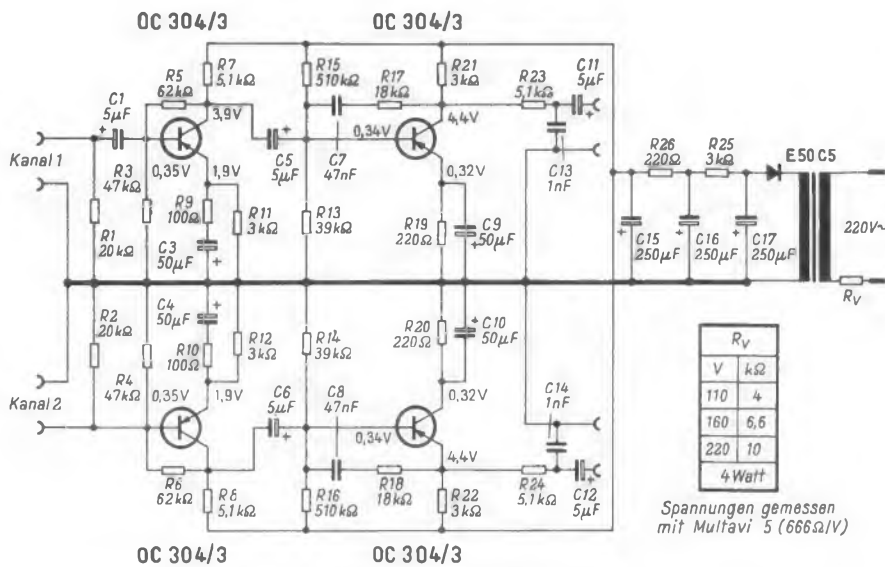 OC 304/3
OC 304/3
R5
62kΩ
R7
5,1kΩ
R15
510kΩ
R17
18kΩ
R21
3kΩ
R23
5,1kΩ
C11
5µF
+
C1
5µF
+
3,9V
4,4V
Kanal 1
0,35V
1,9V
C5
5µF
+
0,34V
C7
47nF
0,32V
C13
1nF
R26
220Ω
R25
3kΩ
E50 C5
R3
47kΩ
R1
20kΩ
R9
100Ω
C3
50µF
+
R11
3kΩ
R13
39kΩ
R19
220Ω
C9
50µF
+
C15
250µF
+
C16
250µF
+
C17
250µF
+
220V~
RV
C4
50µF
+
R2
20kΩ
R10
100Ω
R12
3kΩ
R14
39kΩ
R20
220Ω
C10
50µF
+
R4
47kΩ
Kanal 2
0,35V
1,9V
C6
5µF
+
C8
47nF
0,34V
0,32V
C14
1nF
4,4V
R6
62kΩ
R8
5,1kΩ
R16
510kΩ
R18
18kΩ
R22
3kΩ
R24
5,1kΩ
C12
5µF
+
RV
V kΩ
110 4
160 6,6
220 10
4 Watt
Spannungen gemessen
mit Multavi 5 (666Ω/V)
OC 304/3
OC 304/3